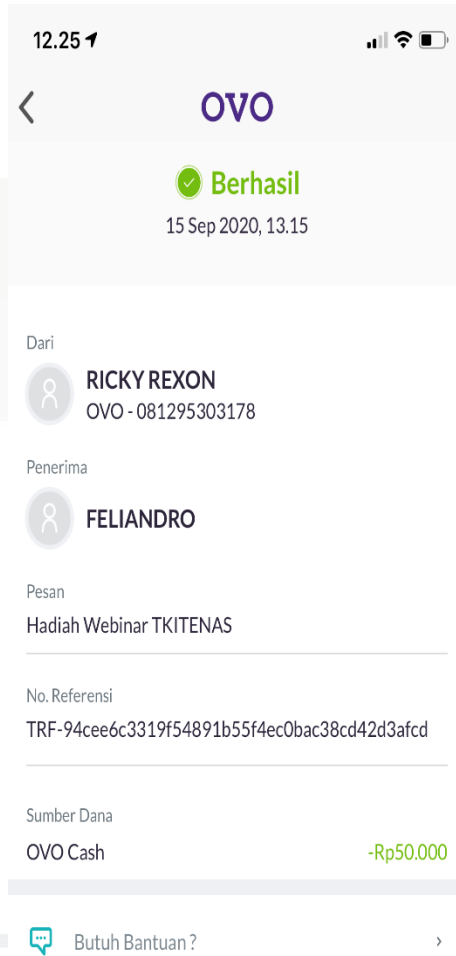 12.25
OVO
Berhasil
15 Sep 2020, 13.15
Dari
RICKY REXON
OVO - 081295303178
Penerima
FELIANDRO
Pesan
Hadiah Webinar TKITENAS
No. Referensi
TRF-94cee6c3319f54891b55f4ec0bac38cd42d3afcd
Sumber Dana
OVO Cash -Rp50.000
Butuh Bantuan ?